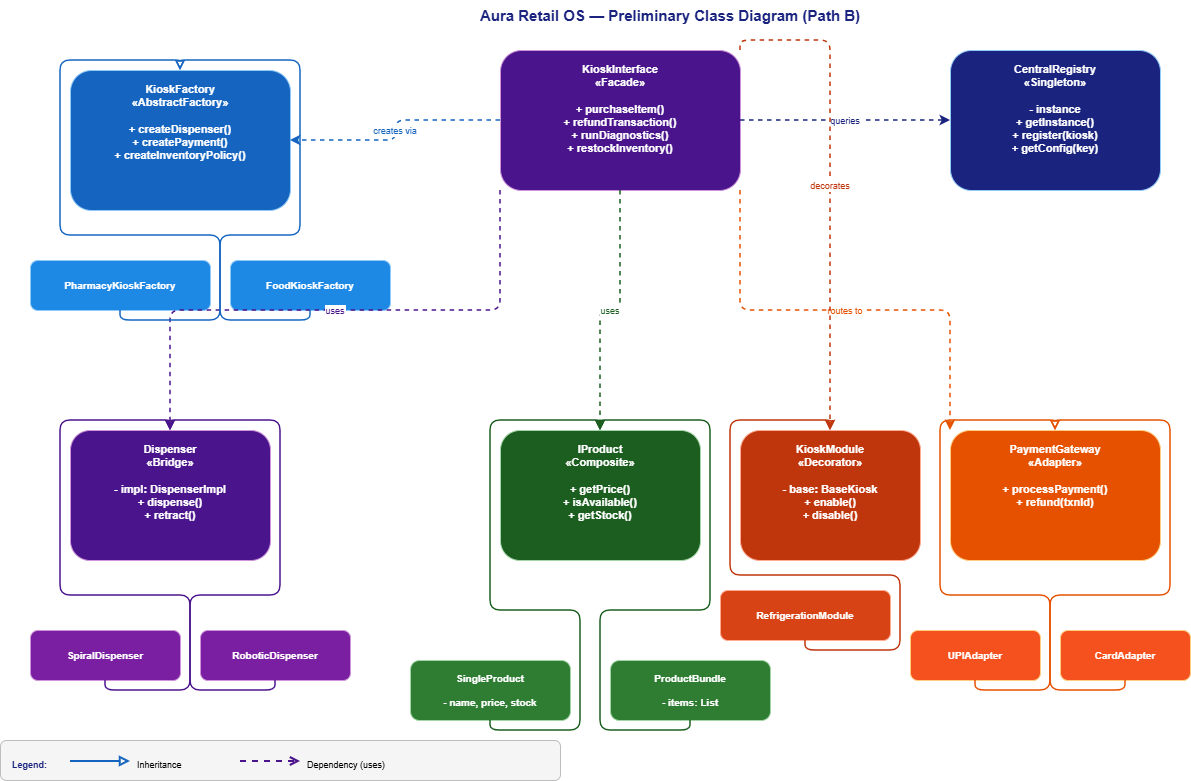 Aura Retail OS — Preliminary Class Diagram (Path B)
KioskFactory
«AbstractFactory»
+ createDispenser()
+ createPayment()
+ createInventoryPolicy()
creates via
KioskInterface
«Facade»
+ purchaseItem()
+ refundTransaction()
+ runDiagnostics()
+ restockInventory()
queries
CentralRegistry
«Singleton»
- instance
+ getInstance()
+ register(kiosk)
+ getConfig(key)
decorates
PharmacyKioskFactory
FoodKioskFactory
uses
uses
routes to
Dispenser
«Bridge»
- impl: DispenserImpl
+ dispense()
+ retract()
IProduct
«Composite»
+ getPrice()
+ isAvailable()
+ getStock()
KioskModule
«Decorator»
- base: BaseKiosk
+ enable()
+ disable()
PaymentGateway
«Adapter»
+ processPayment()
+ refund(txnId)
RefrigerationModule
SpiralDispenser
RoboticDispenser
UPIAdapter
CardAdapter
SingleProduct
- name, price, stock
ProductBundle
- items: List
Legend:
Inheritance
Dependency (uses)